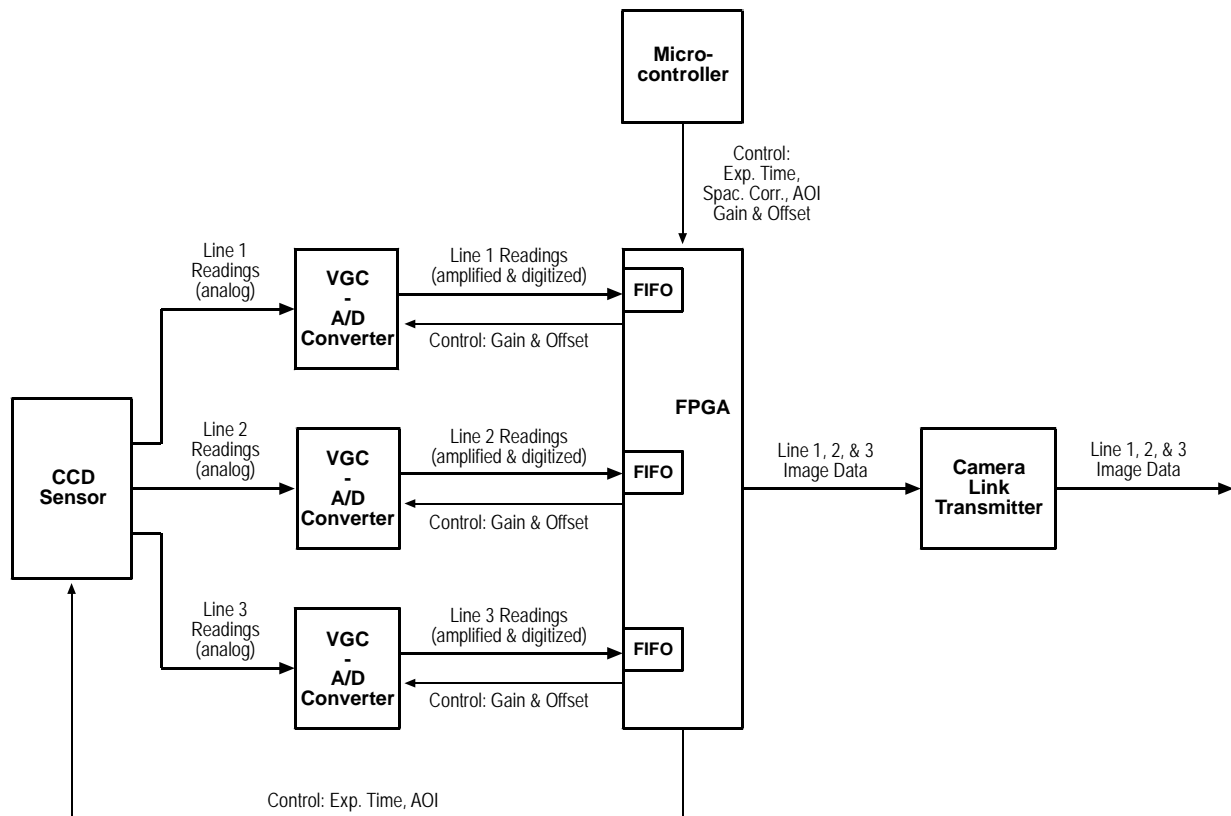 Micro-
controller
Control:
Exp. Time,
Spac. Corr., AOI
Gain & Offset
Line 1
Readings
(analog)
VGC
-
A/D
Converter
Line 1 Readings
(amplified & digitized)
FIFO
Control: Gain & Offset
CCD
Sensor
Line 2
Readings
(analog)
VGC
-
A/D
Converter
Line 2 Readings
(amplified & digitized)
FIFO
Control: Gain & Offset
FPGA
Line 1, 2, & 3
Image Data
Camera
Link
Transmitter
Line 1, 2, & 3
Image Data
Line 3
Readings
(analog)
VGC
-
A/D
Converter
Line 3 Readings
(amplified & digitized)
FIFO
Control: Gain & Offset
Control: Exp. Time, AOI